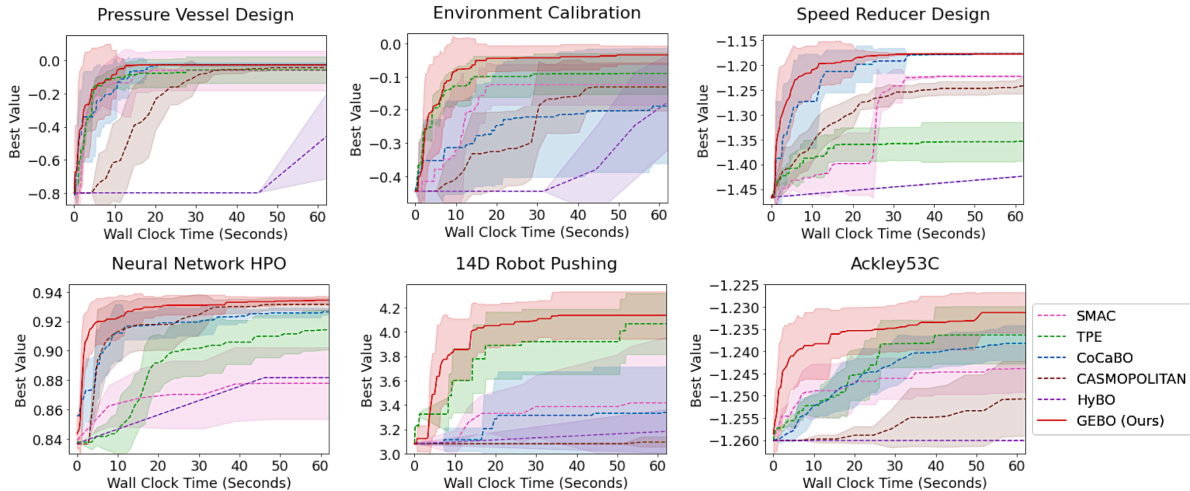 Pressure Vessel Design
Environment Calibration
Speed Reducer Design
Best Value
0.0
−0.2
−0.4
−0.6
−0.8
0 10 20 30 40 50 60
Wall Clock Time (Seconds)
Best Value
0.0
−0.1
−0.2
−0.3
−0.4
0 10 20 30 40 50 60
Wall Clock Time (Seconds)
Best Value
−1.15
−1.20
−1.25
−1.30
−1.35
−1.40
−1.45
0 10 20 30 40 50 60
Wall Clock Time (Seconds)
Neural Network HPO
14D Robot Pushing
Ackley53C
Best Value
0.94
0.92
0.90
0.88
0.86
0.84
0 10 20 30 40 50 60
Wall Clock Time (Seconds)
Best Value
4.2
4.0
3.8
3.6
3.4
3.2
3.0
0 10 20 30 40 50 60
Wall Clock Time (Seconds)
Best Value
−1.225
−1.230
−1.235
−1.240
−1.245
−1.250
−1.255
−1.260
0 10 20 30 40 50 60
Wall Clock Time (Seconds)
SMAC
TPE
CoCaBO
CASMOPOLITAN
HyBO
GEBO (Ours)